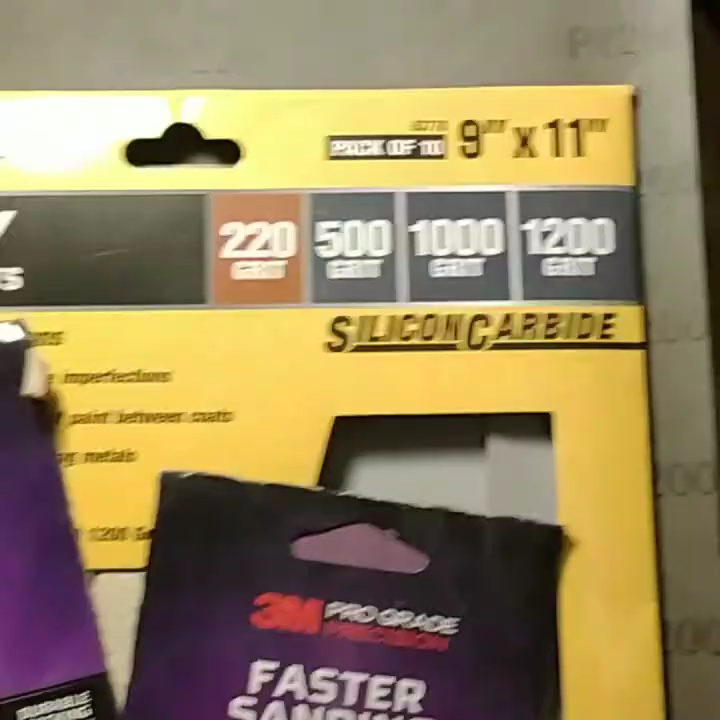 PACK OF 10 9" x 11"
220 GRIT 500 GRIT 1000 GRIT 1200 GRIT
SILICON CARBIDE
imperfections
paint between coats
metals
1200
3M PRO GRADE
PRECISION
FASTER
SANDING